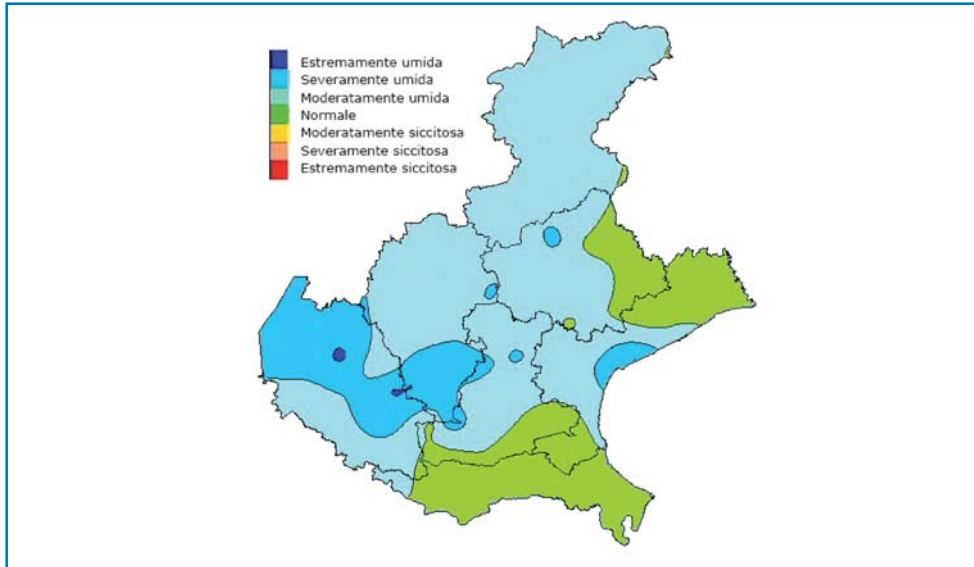 Estremamente umida
Severamente umida
Moderatamente umida
Normale
Moderatamente siccitosa
Severamente siccitosa
Estremamente siccitosa